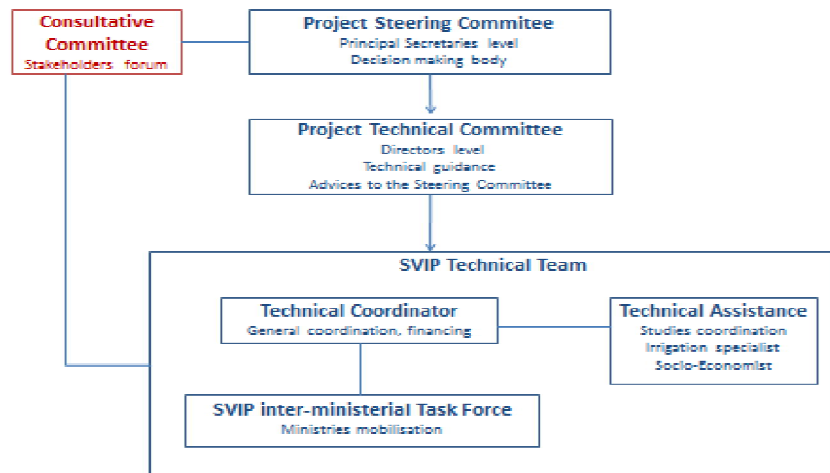 Consultative
Committee
Stakeholders forum
Project Steering Commitee
Principal Secretaries level
Decision making body
Project Technical Committee
Directors level
Technical guidance
Advices to the Steering Committee
SVIP Technical Team
Technical Coordinator
General coordination, financing
Technical Assistance
Studies coordination
Irrigation specialist
Socio-Economist
SVIP inter-ministerial Task Force
Ministries mobilisation